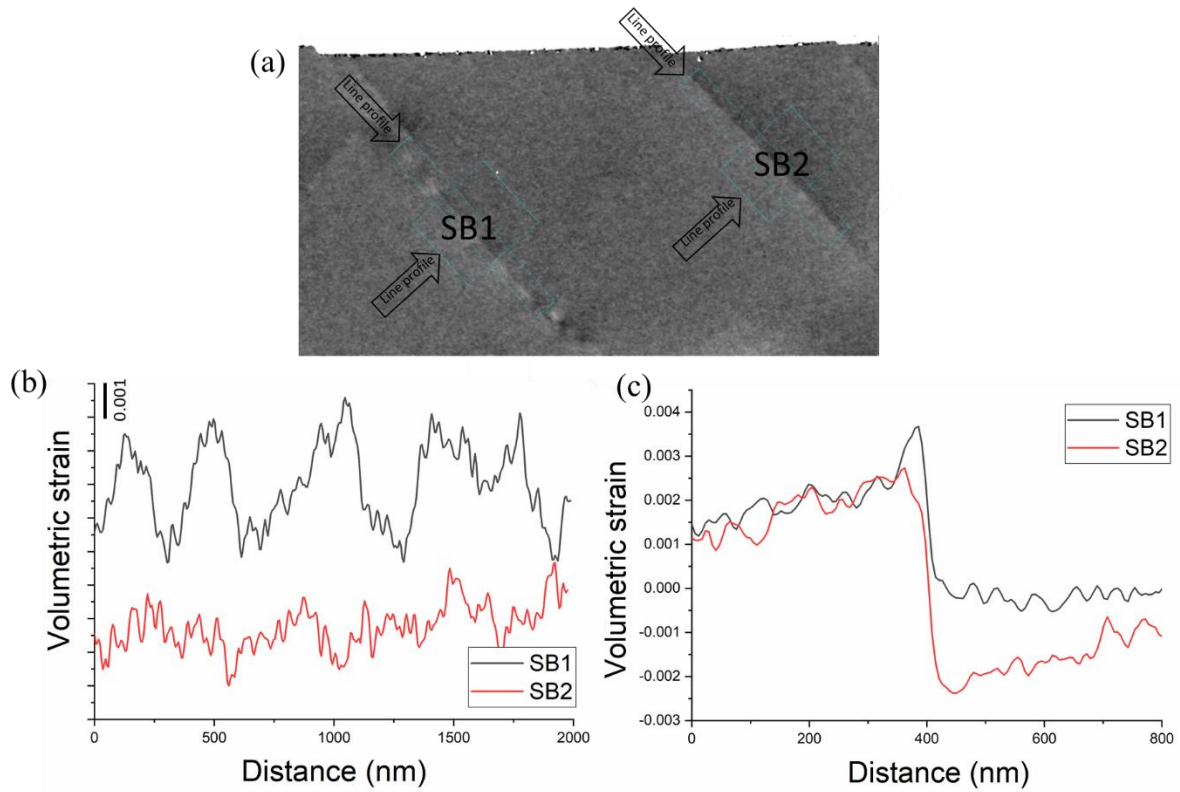 (a)
Line profile
Line profile
SB1
Line profile
Line profile
SB2
(b)
0.001
Volumetric strain
SB1
SB2
0
500
1000
1500
2000
Distance (nm)
(c)
0.004
0.003
0.002
0.001
0.000
-0.001
-0.002
-0.003
Volumetric strain
SB1
SB2
0
200
400
600
800
Distance (nm)